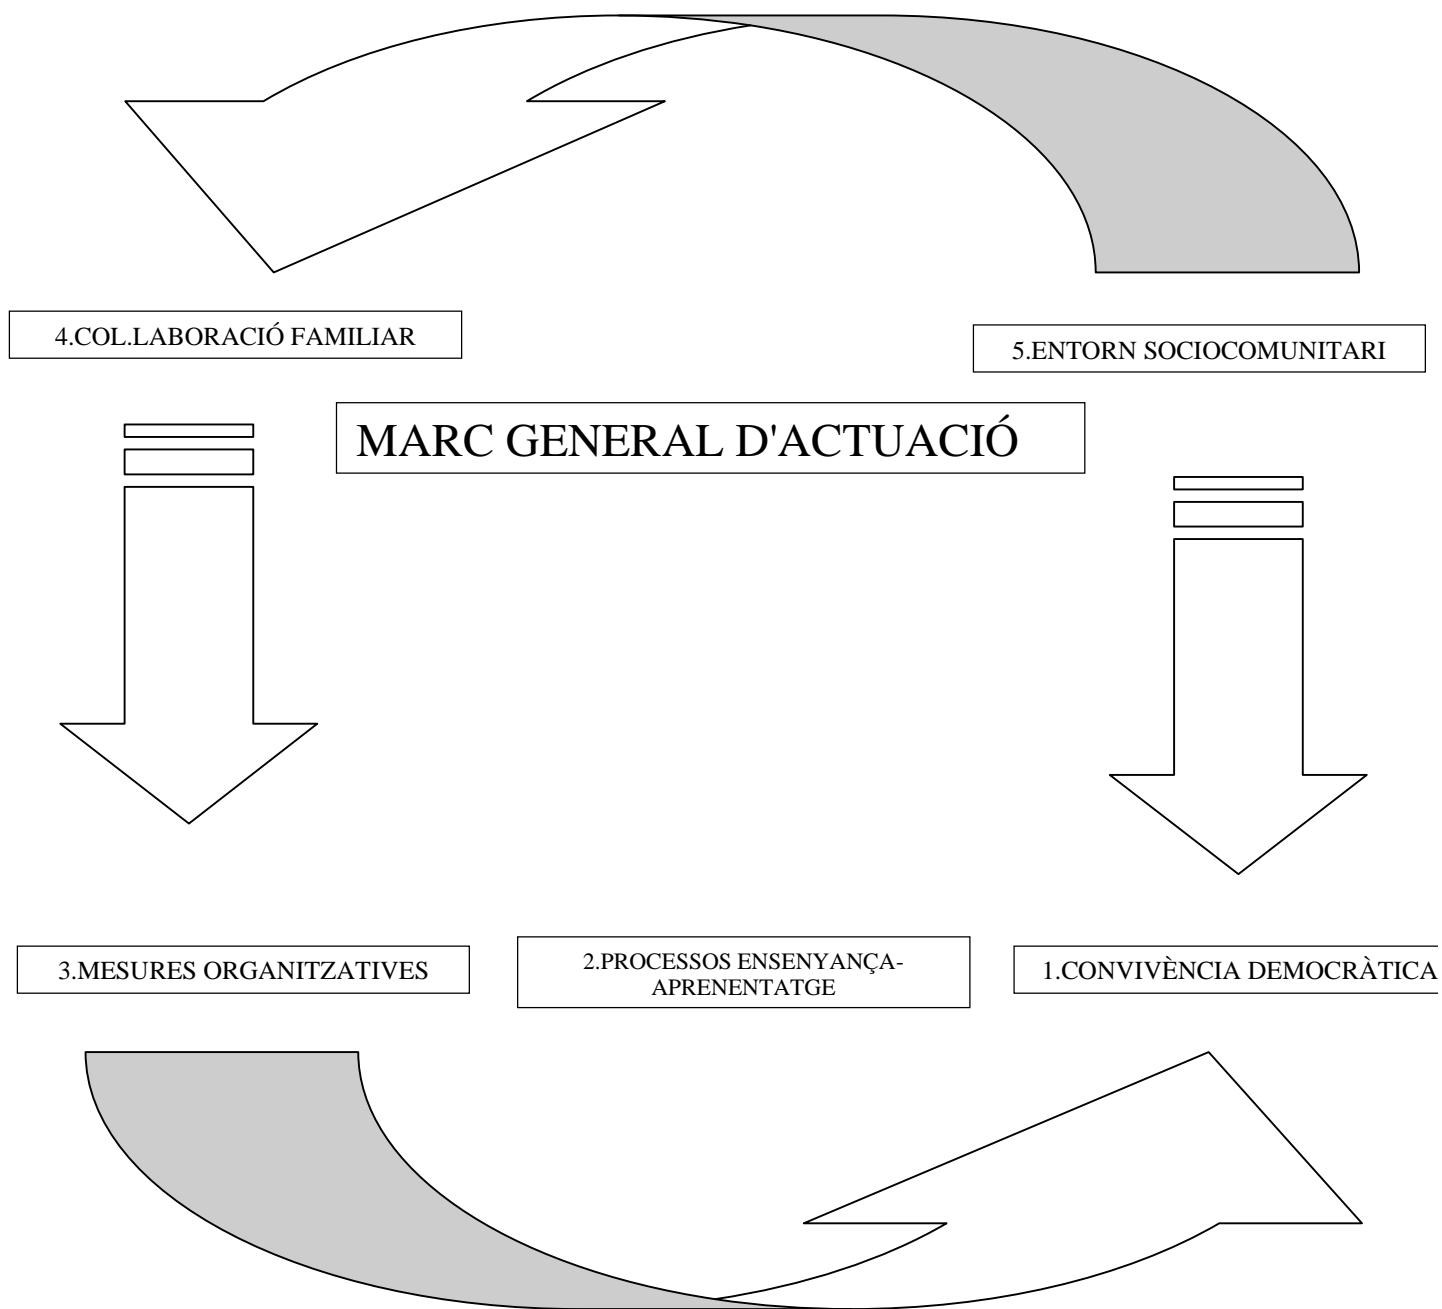 4.COL.LABORACIÓ FAMILIAR
5.ENTORN SOCIOCOMUNITARI
MARC GENERAL D'ACTUACIÓ
3.MESURES ORGANITZATIVES
2.PROCESSOS ENSENYANÇA-
APRENENTATGE
1.CONVIVÈNCIA DEMOCRÀTICA